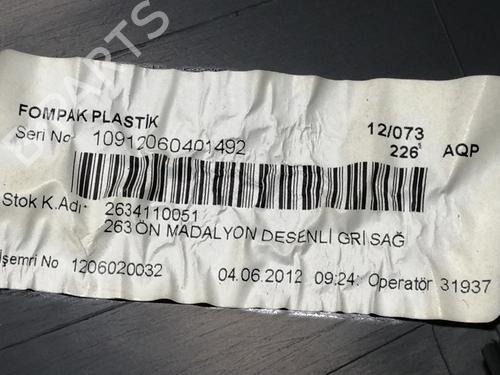 FOMPAK PLASTİK
Seri No 10912060401492
12/073
226
AQP
Stok K.Adı 2634110051
263 ÖN MADALYON DESENLİ GRİ SAĞ
İşemri No 1206020032 04.06.2012 09:24: Operatör 31937